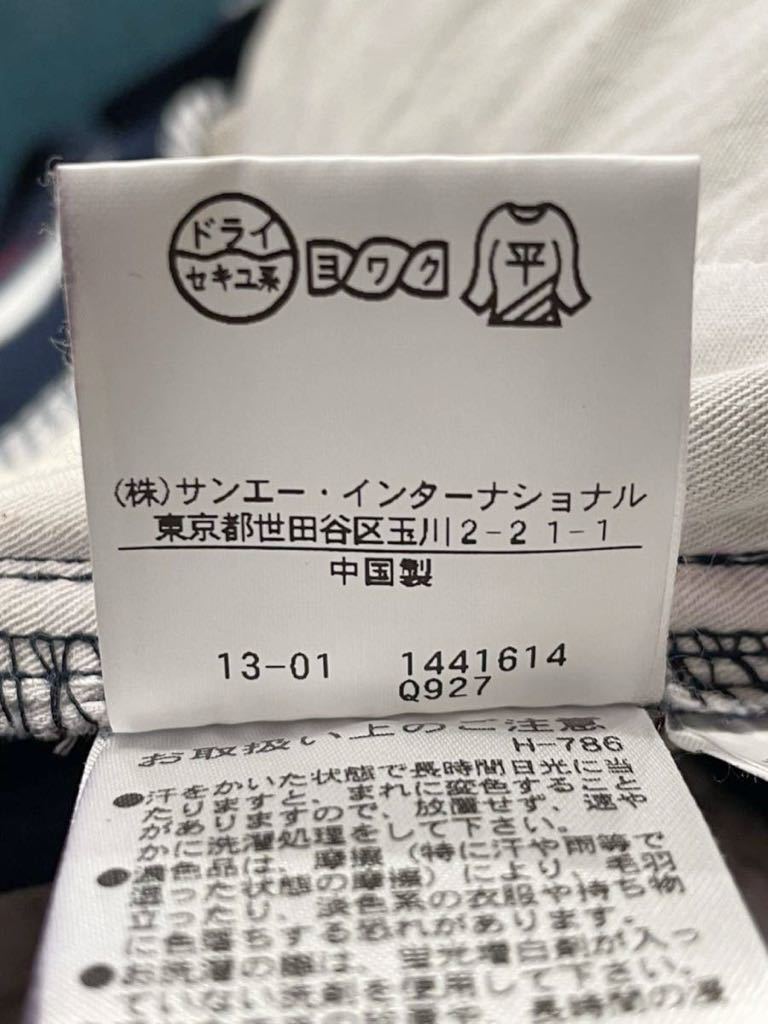 ドライ
セキユ系
ヨワク
平
(株)サンエー・インターナショナル
東京都世田谷区玉川2-21-1
中国製
13-01 1441614
Q927
お取扱い上のご注意
H-786
●汗をかいた状態で長時間日光に当
たりますと、まれに変色すること
がありますので、放置せず、速や
かに洗濯処理をして下さい。
●濃色品は、摩擦(特に汗や雨等で
湿った状態の摩擦)により、毛羽
立ったり、淡色系の衣服や持ち物
に色落ちする恐れがあります。
●お洗濯の際は、蛍光増白剤が入っ
ていない洗剤を使用して下さい。
や、長時間の浸